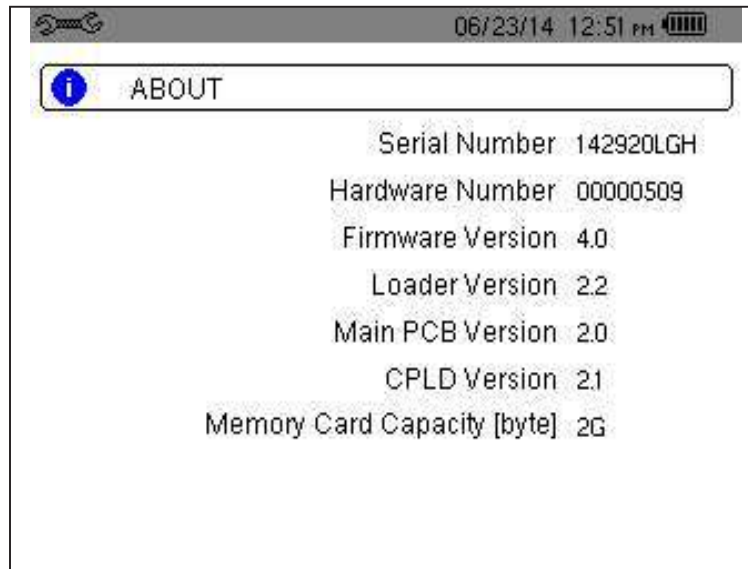 06/23/14 12:51 PM
i ABOUT
Serial Number 142920LGH
Hardware Number 00000509
Firmware Version 4.0
Loader Version 2.2
Main PCB Version 2.0
CPLD Version 2.1
Memory Card Capacity [byte] 2G